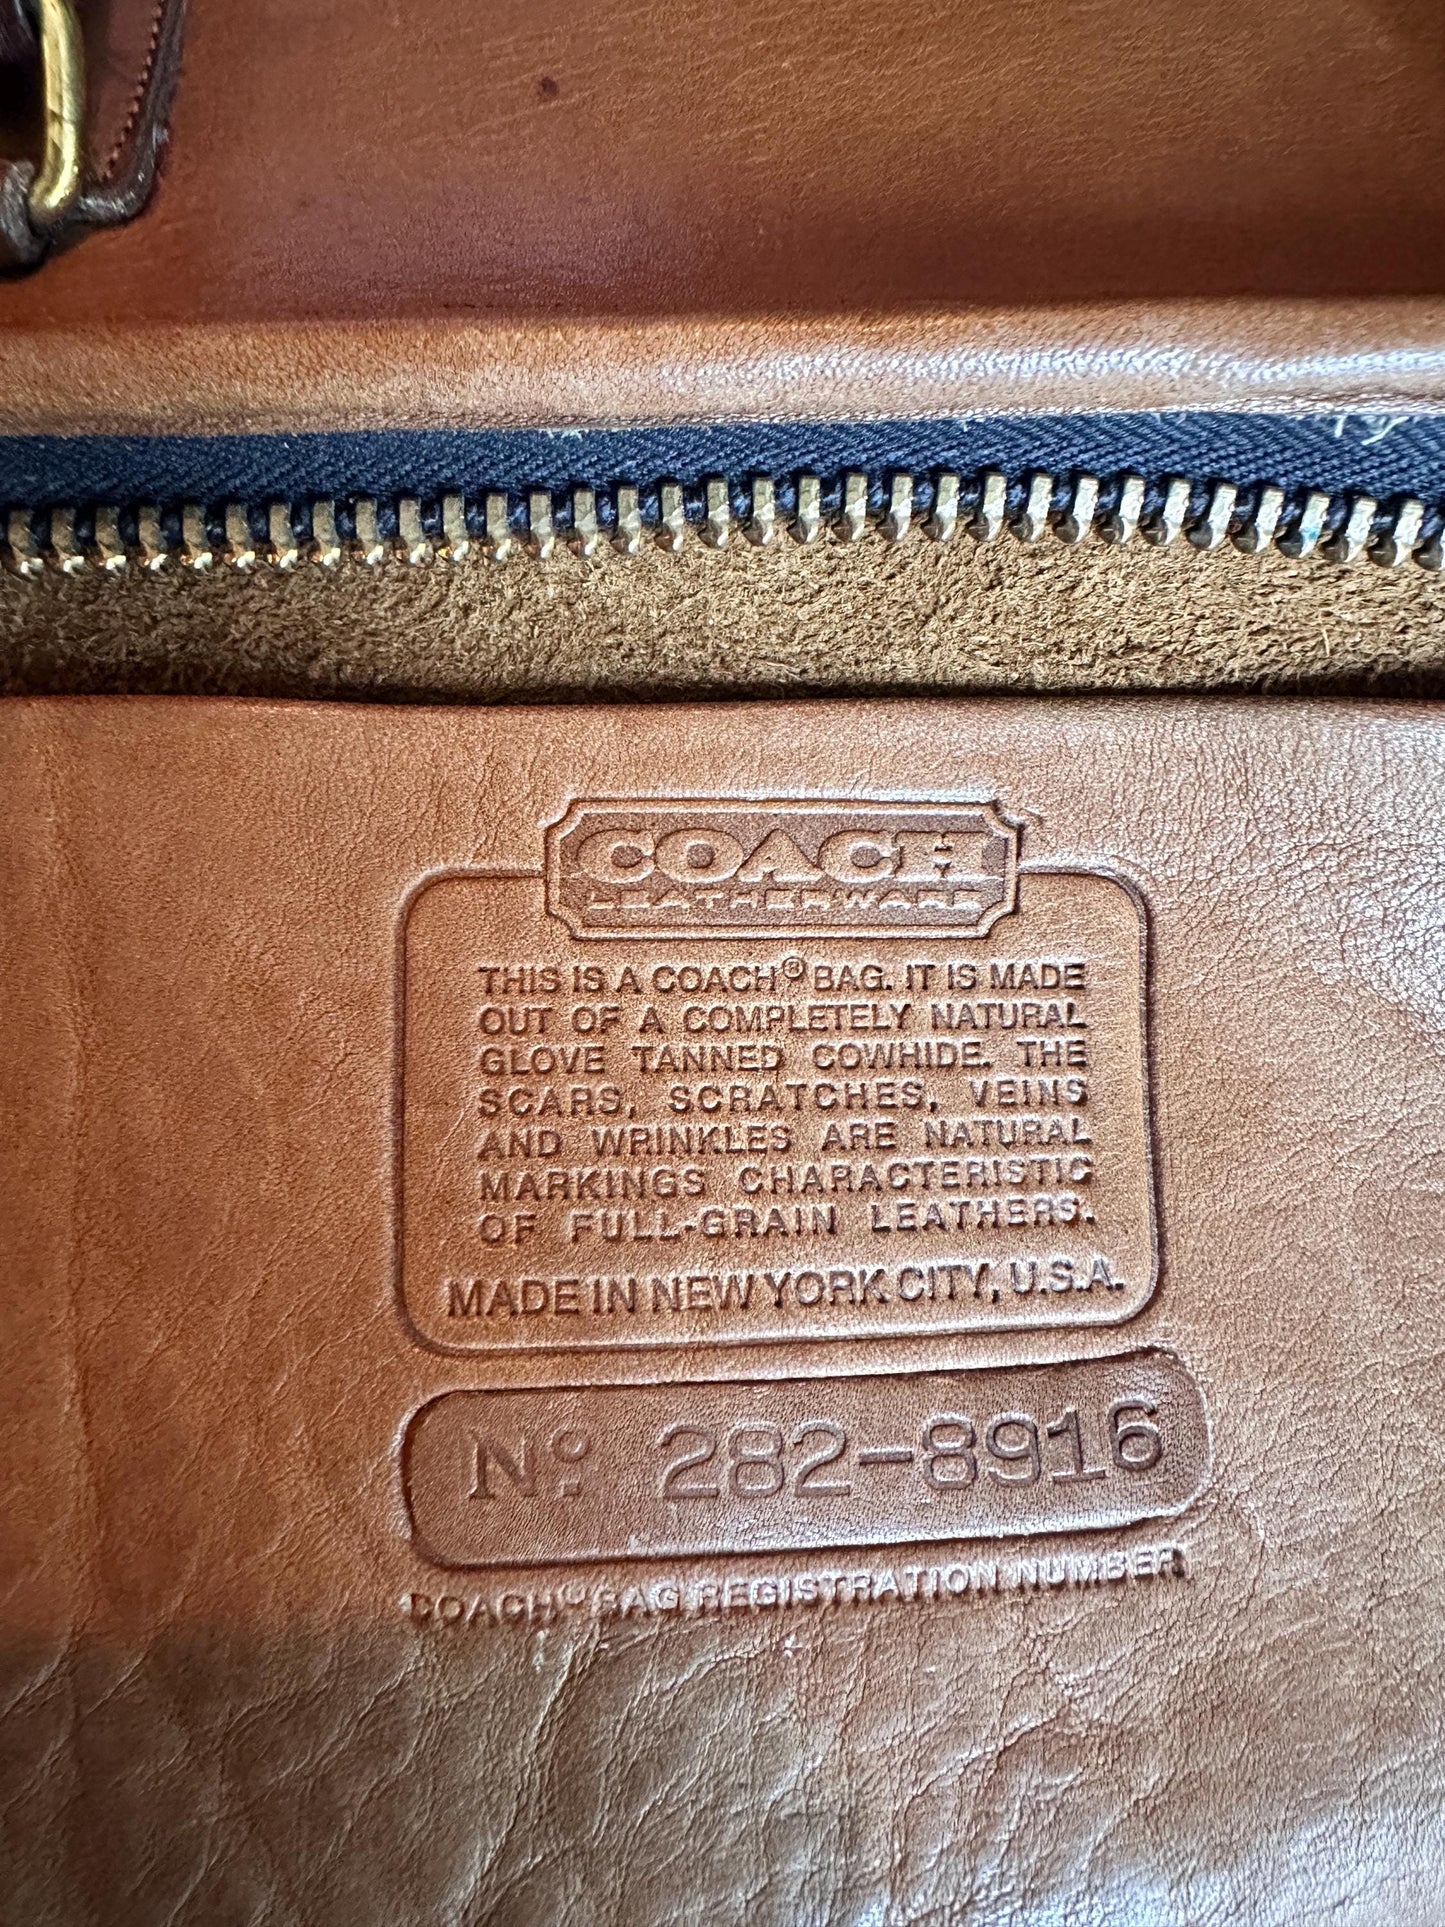 COACH
LEATHERWARE
THIS IS A COACH® BAG. IT IS MADE
OUT OF A COMPLETELY NATURAL
GLOVE TANNED COWHIDE. THE
SCARS, SCRATCHES, VEINS
AND WRINKLES ARE NATURAL
MARKINGS CHARACTERISTIC
OF FULL-GRAIN LEATHERS.
MADE IN NEW YORK CITY, U.S.A.
Nº 282-8916
COACH® BAG REGISTRATION NUMBER